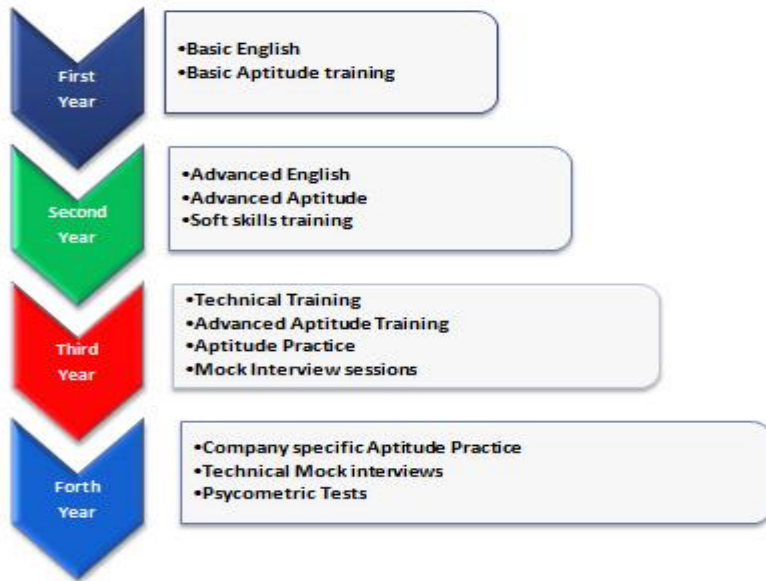 First
Year
•Basic English
•Basic Aptitude training
Second
Year
•Advanced English
•Advanced Aptitude
•Soft skills training
Third
Year
•Technical Training
•Advanced Aptitude Training
•Aptitude Practice
•Mock Interview sessions
Forth
Year
•Company specific Aptitude Practice
•Technical Mock interviews
•Psycometric Tests